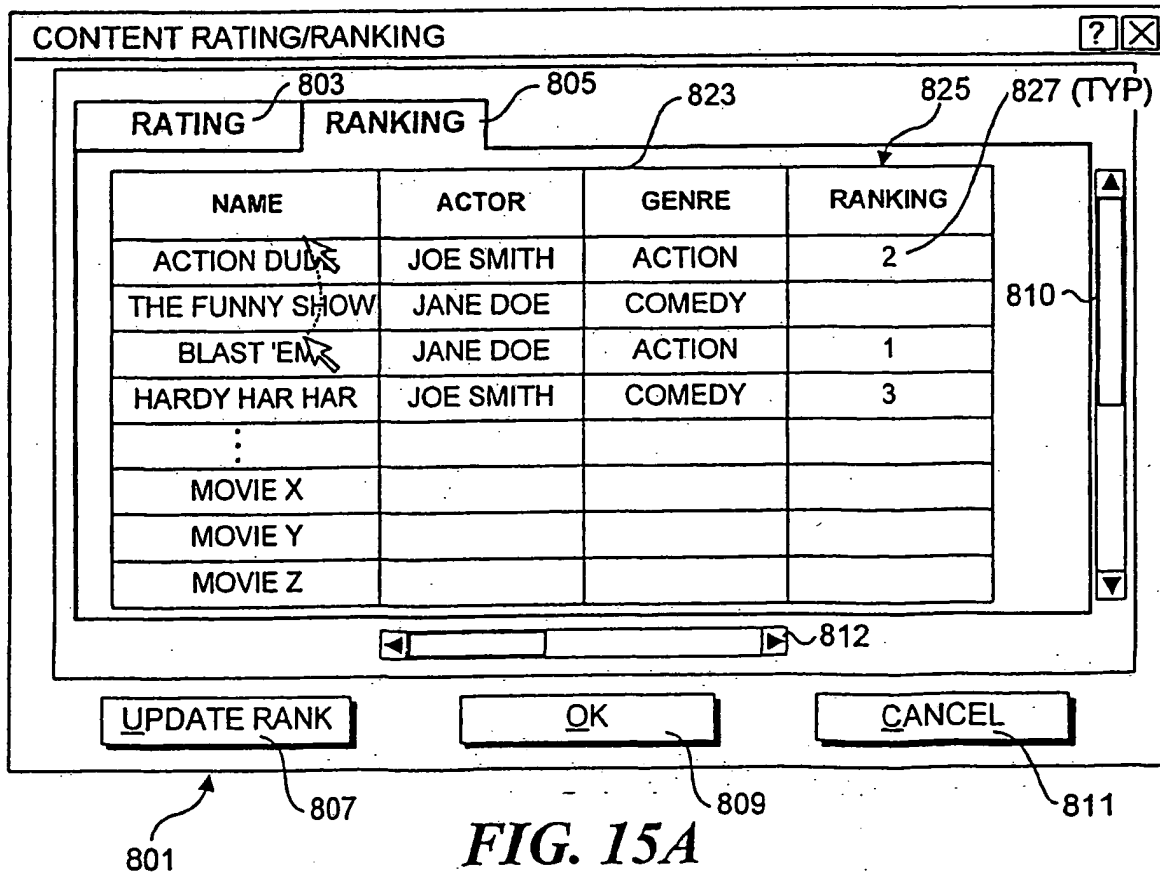 CONTENT RATING/RANKING ?
803 805 823 825 827 (TYP)
RATING RANKING
NAME ACTOR GENRE RANKING
ACTION DUDE JOE SMITH ACTION 2
THE FUNNY SHOW JANE DOE COMEDY
810
BLAST 'EM JANE DOE ACTION 1
HARDY HAR HAR JOE SMITH COMEDY 3
MOVIE X
MOVIE Y
MOVIE Z
812
UPDATE RANK OK CANCEL
807 809 811
801 FIG. 15A